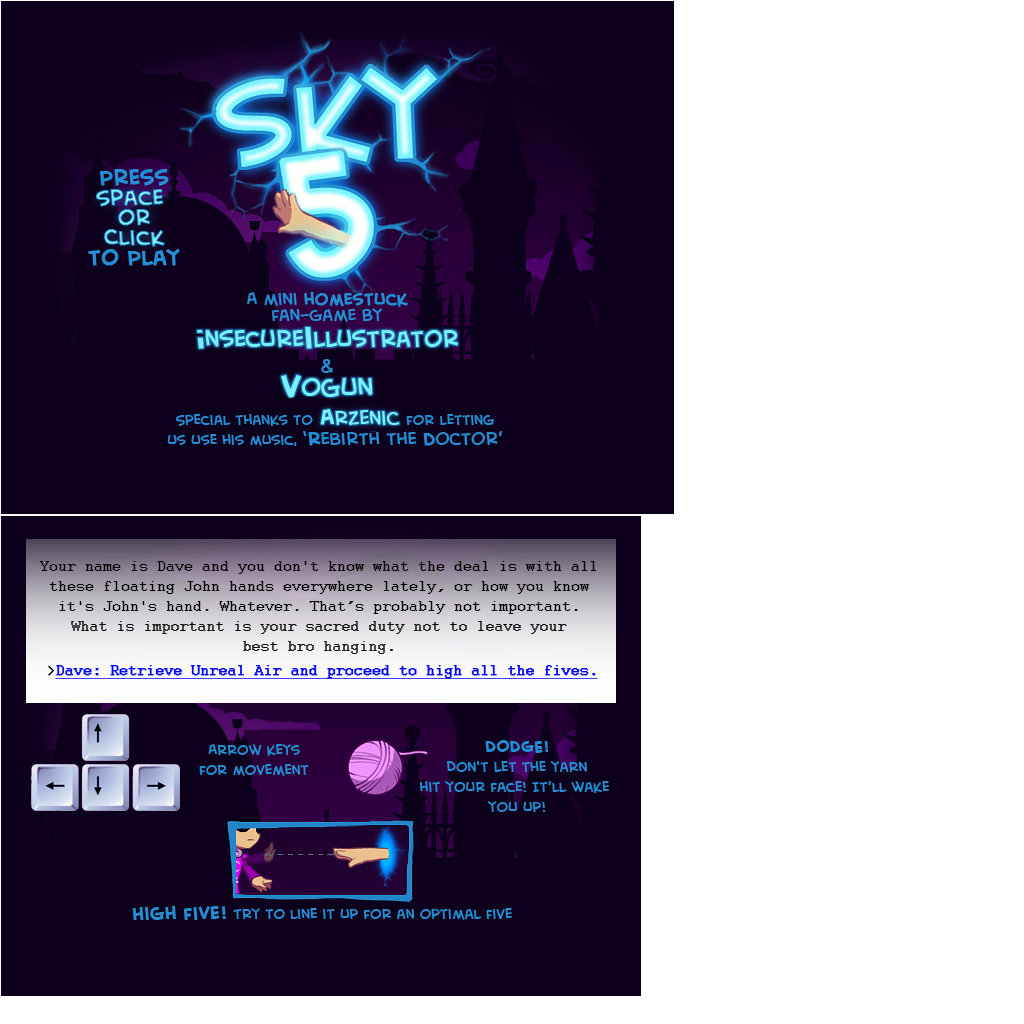 SKY
5
PRESS
SPACE
OR
CLICK
TO PLAY
A MINI HOMESTUCK
FAN-GAME BY
iNSECUREILLUSTRATOR
&
VOGUN
SPECIAL THANKS TO ARZENIC FOR LETTING
US USE HIS MUSIC, 'REBIRTH THE DOCTOR'
Your name is Dave and you don't know what the deal is with all
these floating John hands everywhere lately, or how you know
it's John's hand. Whatever. That's probably not important.
What is important is your sacred duty not to leave your
best bro hanging.
>Dave: Retrieve Unreal Air and proceed to high all the fives.
ARROW KEYS
FOR MOVEMENT
DODGE!
DON'T LET THE YARN
HIT YOUR FACE! IT'LL WAKE
YOU UP!
HIGH FIVE! TRY TO LINE IT UP FOR AN OPTIMAL FIVE